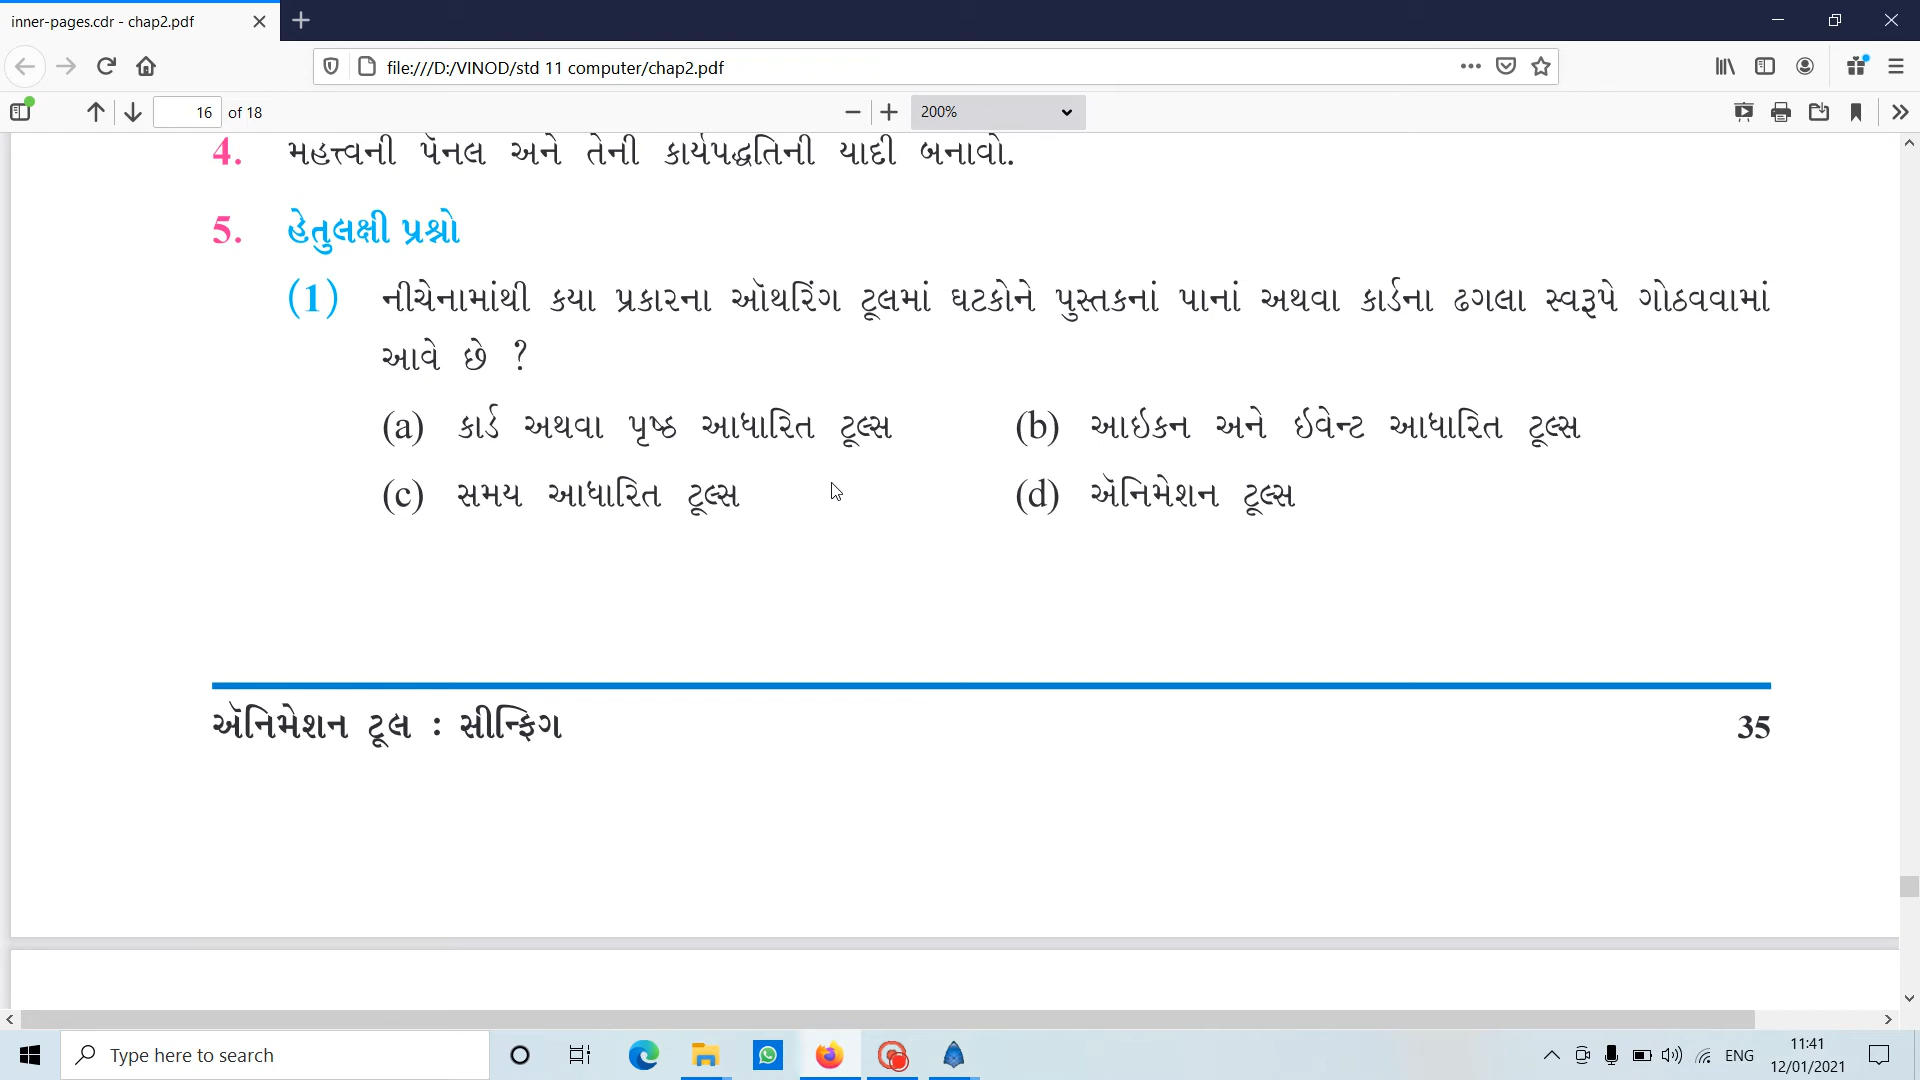 inner-pages.cdr - chap2.pdf
file:///D:/VINOD/std 11 computer/chap2.pdf
16 of 18
200%
4. મહત્ત્વની પૅનલ અને તેની કાર્યપદ્ધતિની યાદી બનાવો.
5. હેતુલક્ષી પ્રશ્નો
(1) નીચેનામાંથી કયા પ્રકારના ઑથરિંગ ટૂલમાં ઘટકોને પુસ્તકનાં પાનાં અથવા કાર્ડના ઢગલા સ્વરૂપે ગોઠવવામાં
આવે છે ?
(a) કાર્ડ અથવા પૃષ્ઠ આધારિત ટૂલ્સ (b) આઇકન અને ઇવેન્ટ આધારિત ટૂલ્સ
(c) સમય આધારિત ટૂલ્સ (d) ઍનિમેશન ટૂલ્સ
ઍનિમેશન ટૂલ : સીન્ફિગ 35
Type here to search
ENG
11:41
12/01/2021